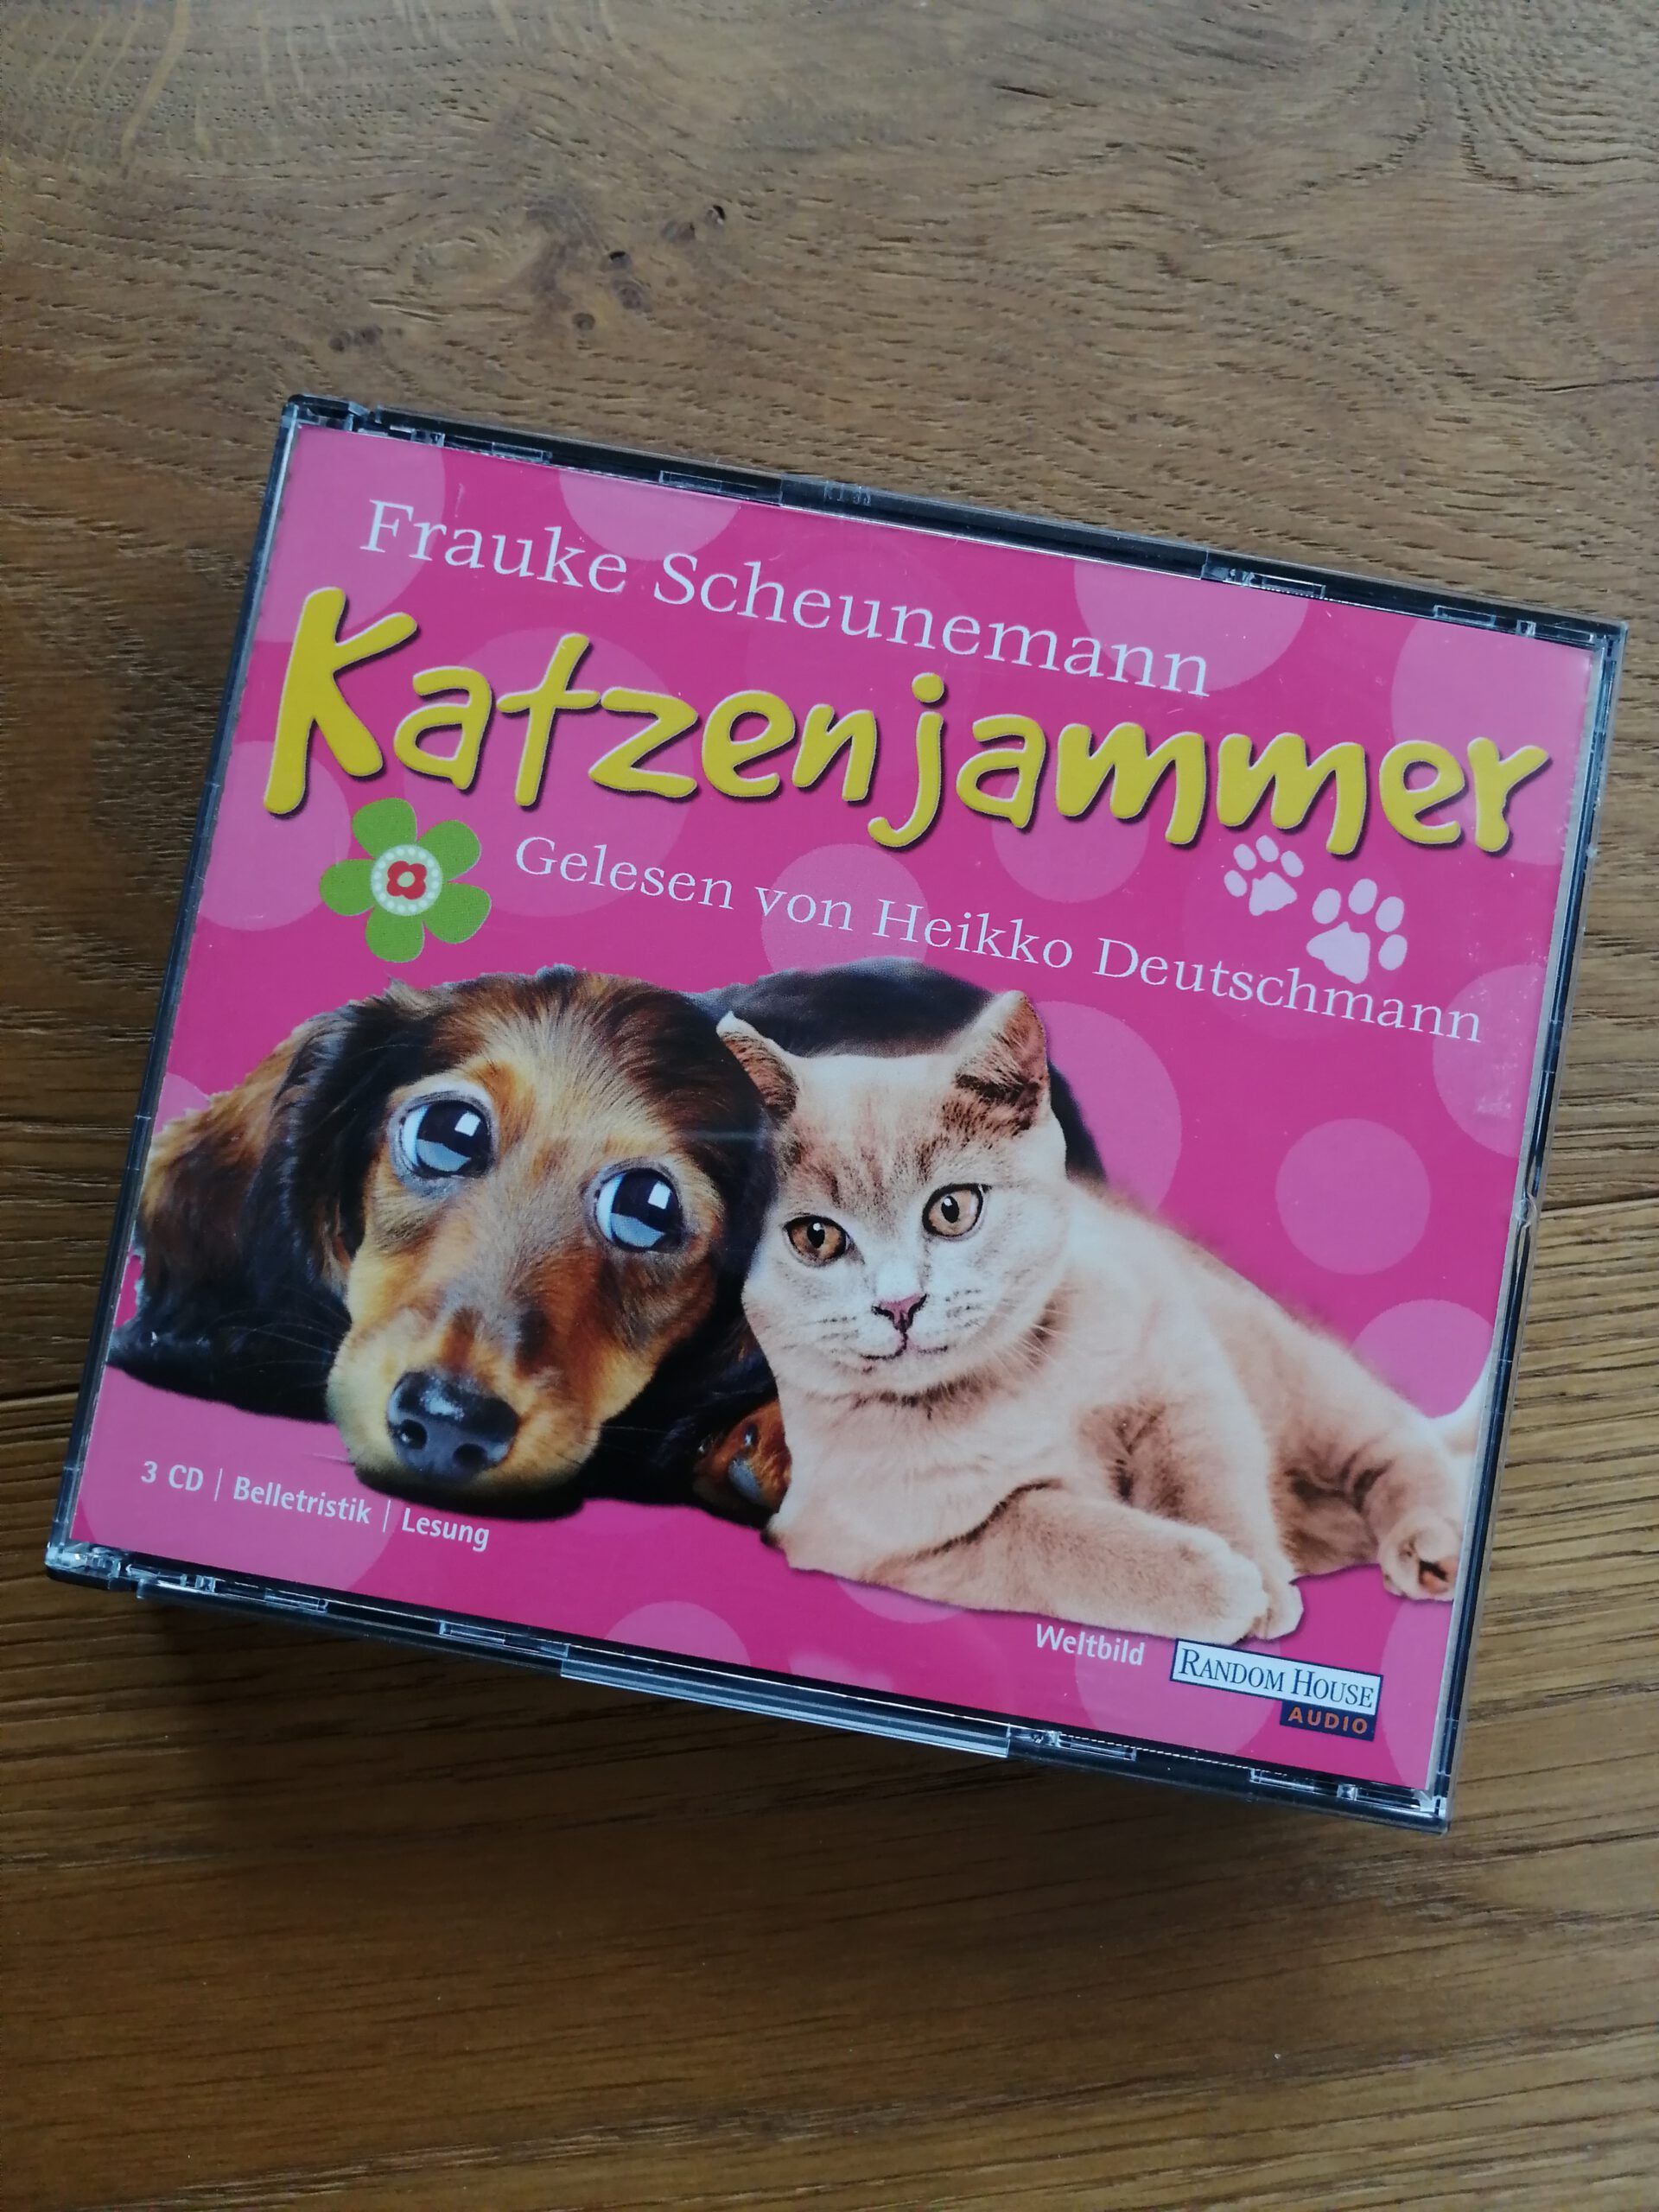 Frauke Scheunemann
Katzenjammer
Gelesen von Heikko Deutschmann
3 CD | Belletristik | Lesung
Weltbild
RANDOM HOUSE
AUDIO